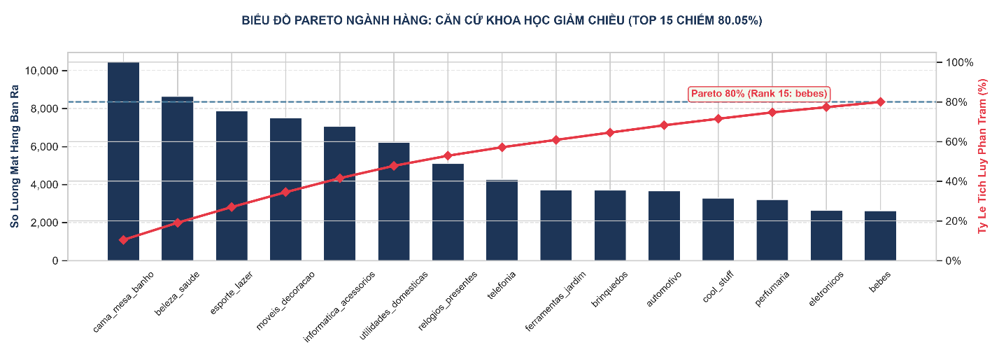 BIỂU ĐỒ PARETO NGÀNH HÀNG: CĂN CỨ KHOA HỌC GIẢM CHIỀU (TOP 15 CHIẾM 80.05%)
So Luong Mat Hang Ban Ra
10,000
8,000
6,000
4,000
2,000
0
Pareto 80% (Rank 15: bebes)
100%
80%
60%
40%
20%
0%
Ty Le Tich Luy Phan Tram (%)
cama_mesa_banho
beleza_saude
esporte_lazer
moveis_decoracao
informatica_acessorios
utilidades_domesticas
relogios_presentes
telefonia
ferramentas_jardim
brinquedos
automotivo
cool_stuff
perfumaria
eletronicos
bebes